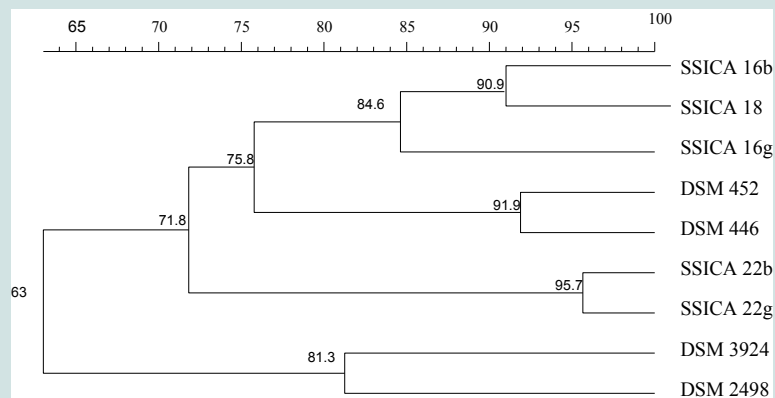 65 70 75 80 85 90 95 100
SSICA 16b
90.9
84.6
SSICA 18
SSICA 16g
75.8
DSM 452
91.9
71.8
DSM 446
SSICA 22b
95.7
63
SSICA 22g
81.3
DSM 3924
DSM 2498